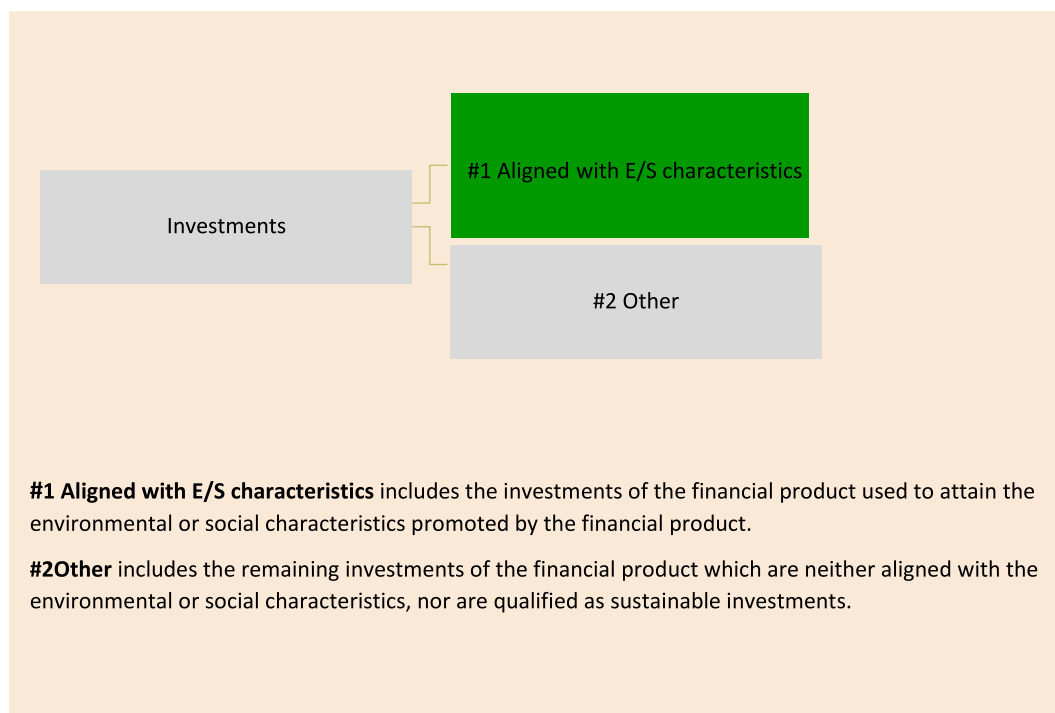 #1 Aligned with E/S characteristics
Investments
#2 Other
#1 Aligned with E/S characteristics includes the investments of the financial product used to attain the
environmental or social characteristics promoted by the financial product.
#2Other includes the remaining investments of the financial product which are neither aligned with the
environmental or social characteristics, nor are qualified as sustainable investments.